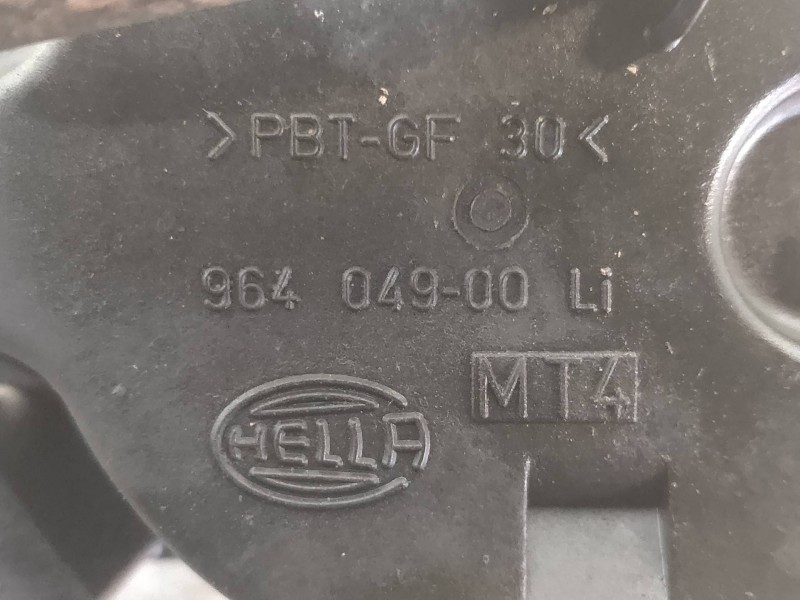 >PBT-GF 30<
964 049-00 Li
MT4
HELLA